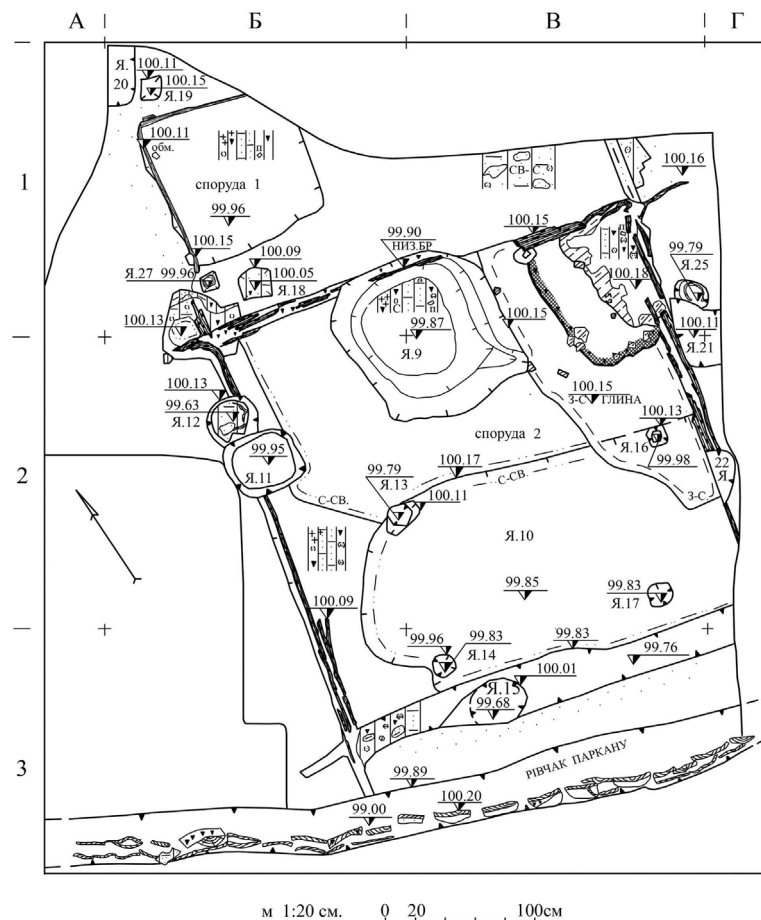 А Б В Г
Я. 100.11
20 100.15
Я.19
100.11
обм.
споруда 1
СВ- С.
1
100.16
99.96
99.90
НИЗ.БР
100.15
100.15
100.09
Я.27 99.96
100.05
Я.18
99.79
Я.25
100.18
100.13
99.87
100.15
100.11
Я.21
Я.9
100.13
100.15
З-С ГЛИНА
99.63
Я.12
100.13
споруда 2
Я.16
99.95
Я.11
99.98
2
99.79
Я.13
100.17
22
Я
С-СВ.
С-СВ
З-С.
100.11
Я.10
99.85
99.83
Я.17
100.09
99.96
99.83
Я.14
99.83
99.76
100.01
Я.15
99.68
3
РІВЧАК ПАРКАНУ
99.89
100.20
99.00
м 1:20 см. 0 20 100см